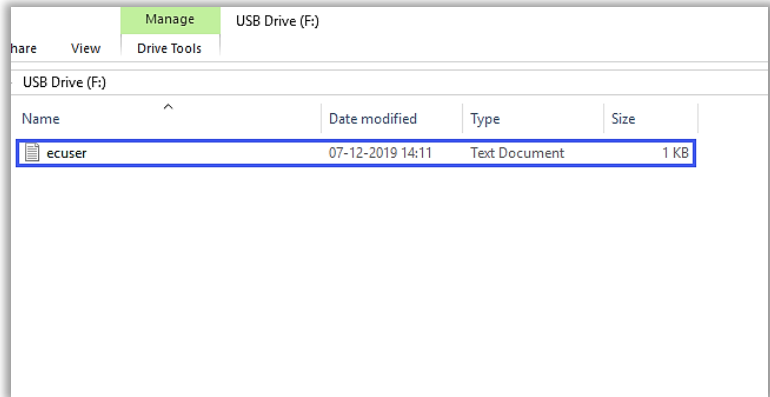 Manage USB Drive (F:)
hare View Drive Tools
USB Drive (F:)
Name Date modified Type Size
ecuser 07-12-2019 14:11 Text Document 1 KB